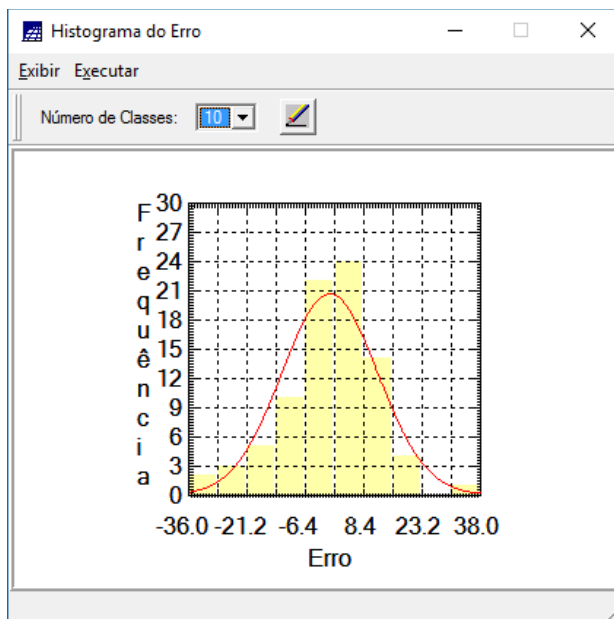 Histograma do Erro
Exibir Executar
Número de Classes: 10
Frequência
30
27
24
21
18
15
12
9
6
3
0
-36.0 -21.2 -6.4 8.4 23.2 38.0
Erro